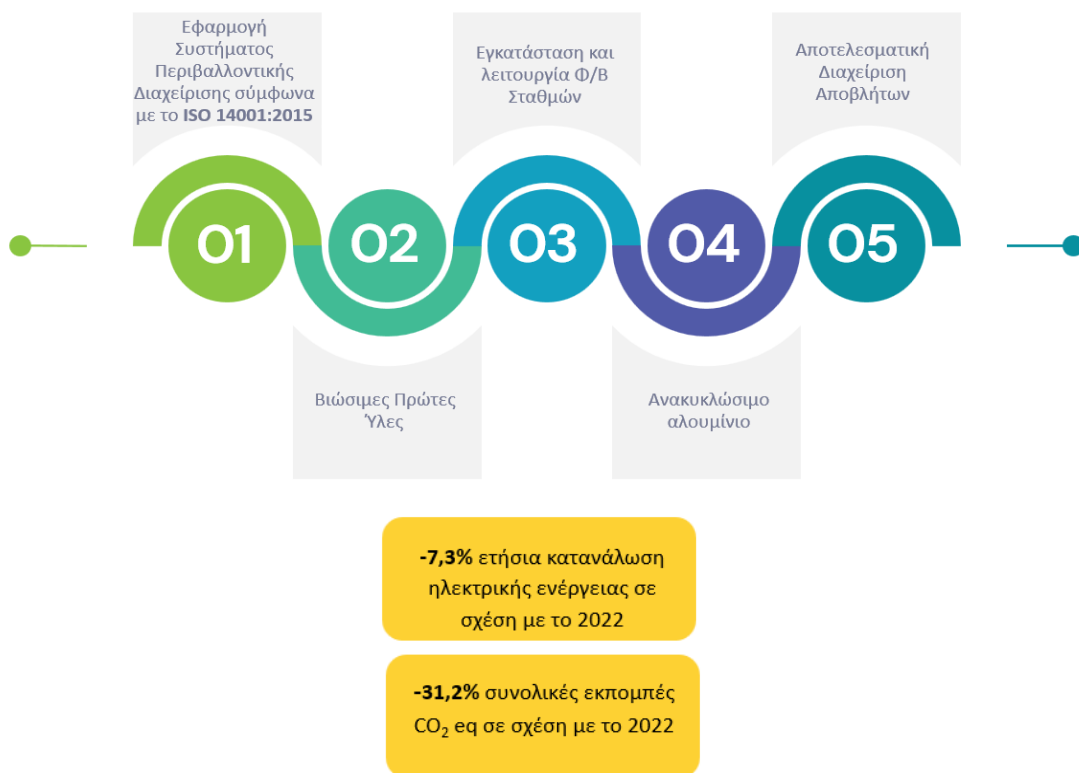 Εφαρμογή
Συστήματος
Περιβαλλοντικής
Διαχείρισης σύμφωνα
με το ISO 14001:2015
Εγκατάσταση και
λειτουργία Φ/Β
Σταθμών
Αποτελεσματική
Διαχείριση
Αποβλήτων
01
02
03
04
05
Βιώσιμες Πρώτες
Ύλες
Ανακυκλώσιμο
αλουμίνιο
-7,3% ετήσια κατανάλωση
ηλεκτρικής ενέργειας σε
σχέση με το 2022
-31,2% συνολικές εκπομπές
CO₂ eq σε σχέση με το 2022